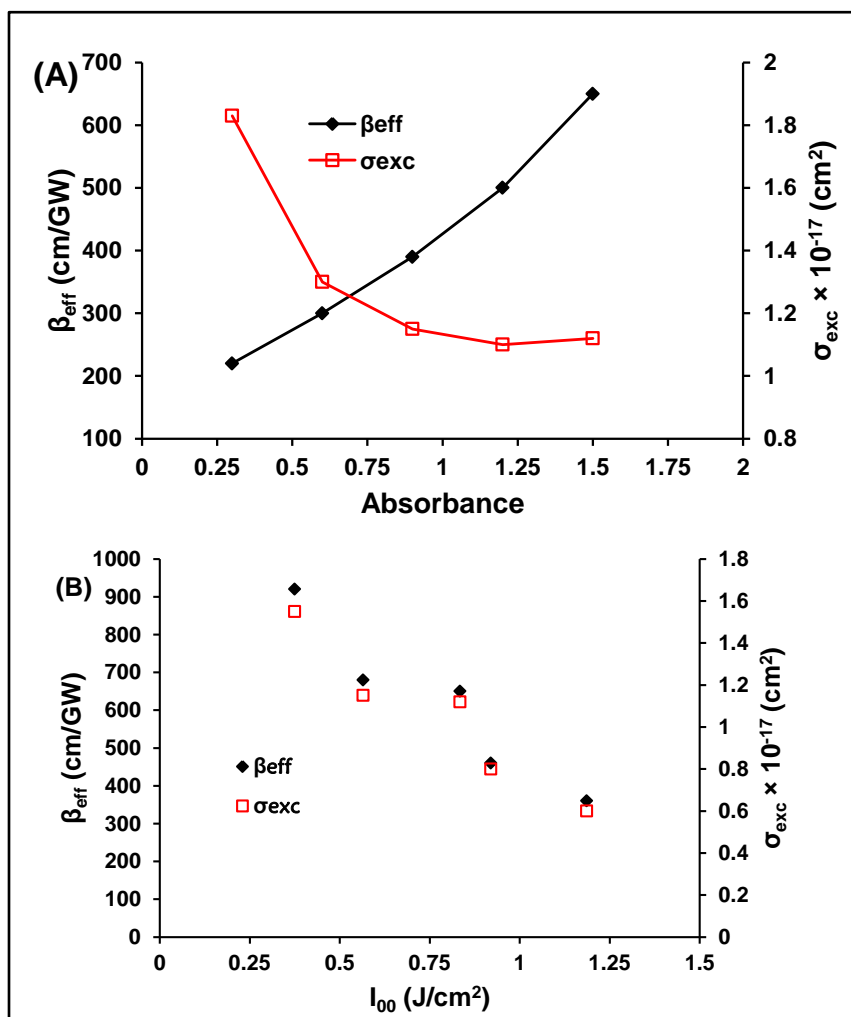 (A)
700
600
500
400
300
200
100
βeff (cm/GW)
βeff
σexc
2
1.8
1.6
1.4
1.2
1
0.8
σexc × 10-17 (cm2)
0 0.25 0.5 0.75 1 1.25 1.5 1.75 2
Absorbance
(B)
1000
900
800
700
600
500
400
300
200
100
0
βeff (cm/GW)
βeff
σexc
1.8
1.6
1.4
1.2
1
0.8
0.6
0.4
0.2
0
σexc × 10-17 (cm2)
0 0.25 0.5 0.75 1 1.25 1.5
I00 (J/cm2)